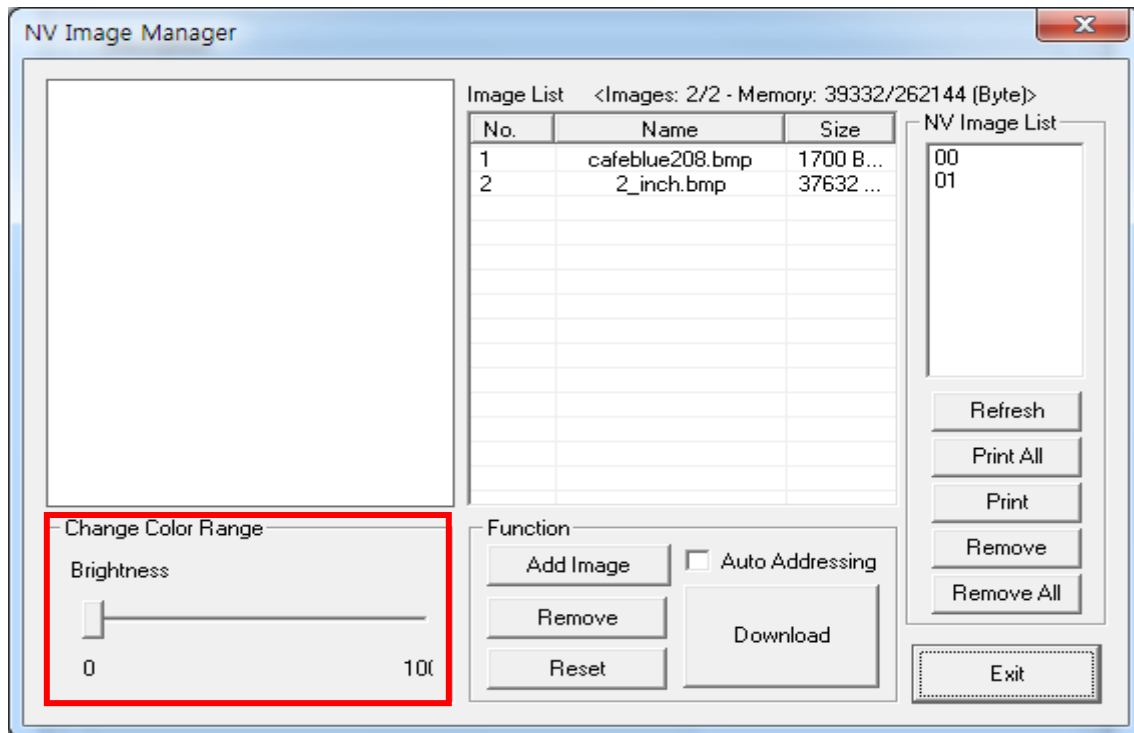 NV Image Manager
Image List <Images: 2/2 - Memory: 39332/262144 (Byte)>
No. Name Size
1 cafeblue208.bmp 1700 B...
2 2_inch.bmp 37632 ...
NV Image List
00
01
Refresh
Print All
Print
Remove
Remove All
Change Color Range
Brightness
0 100
Function
Add Image
Auto Addressing
Remove
Download
Reset
Exit